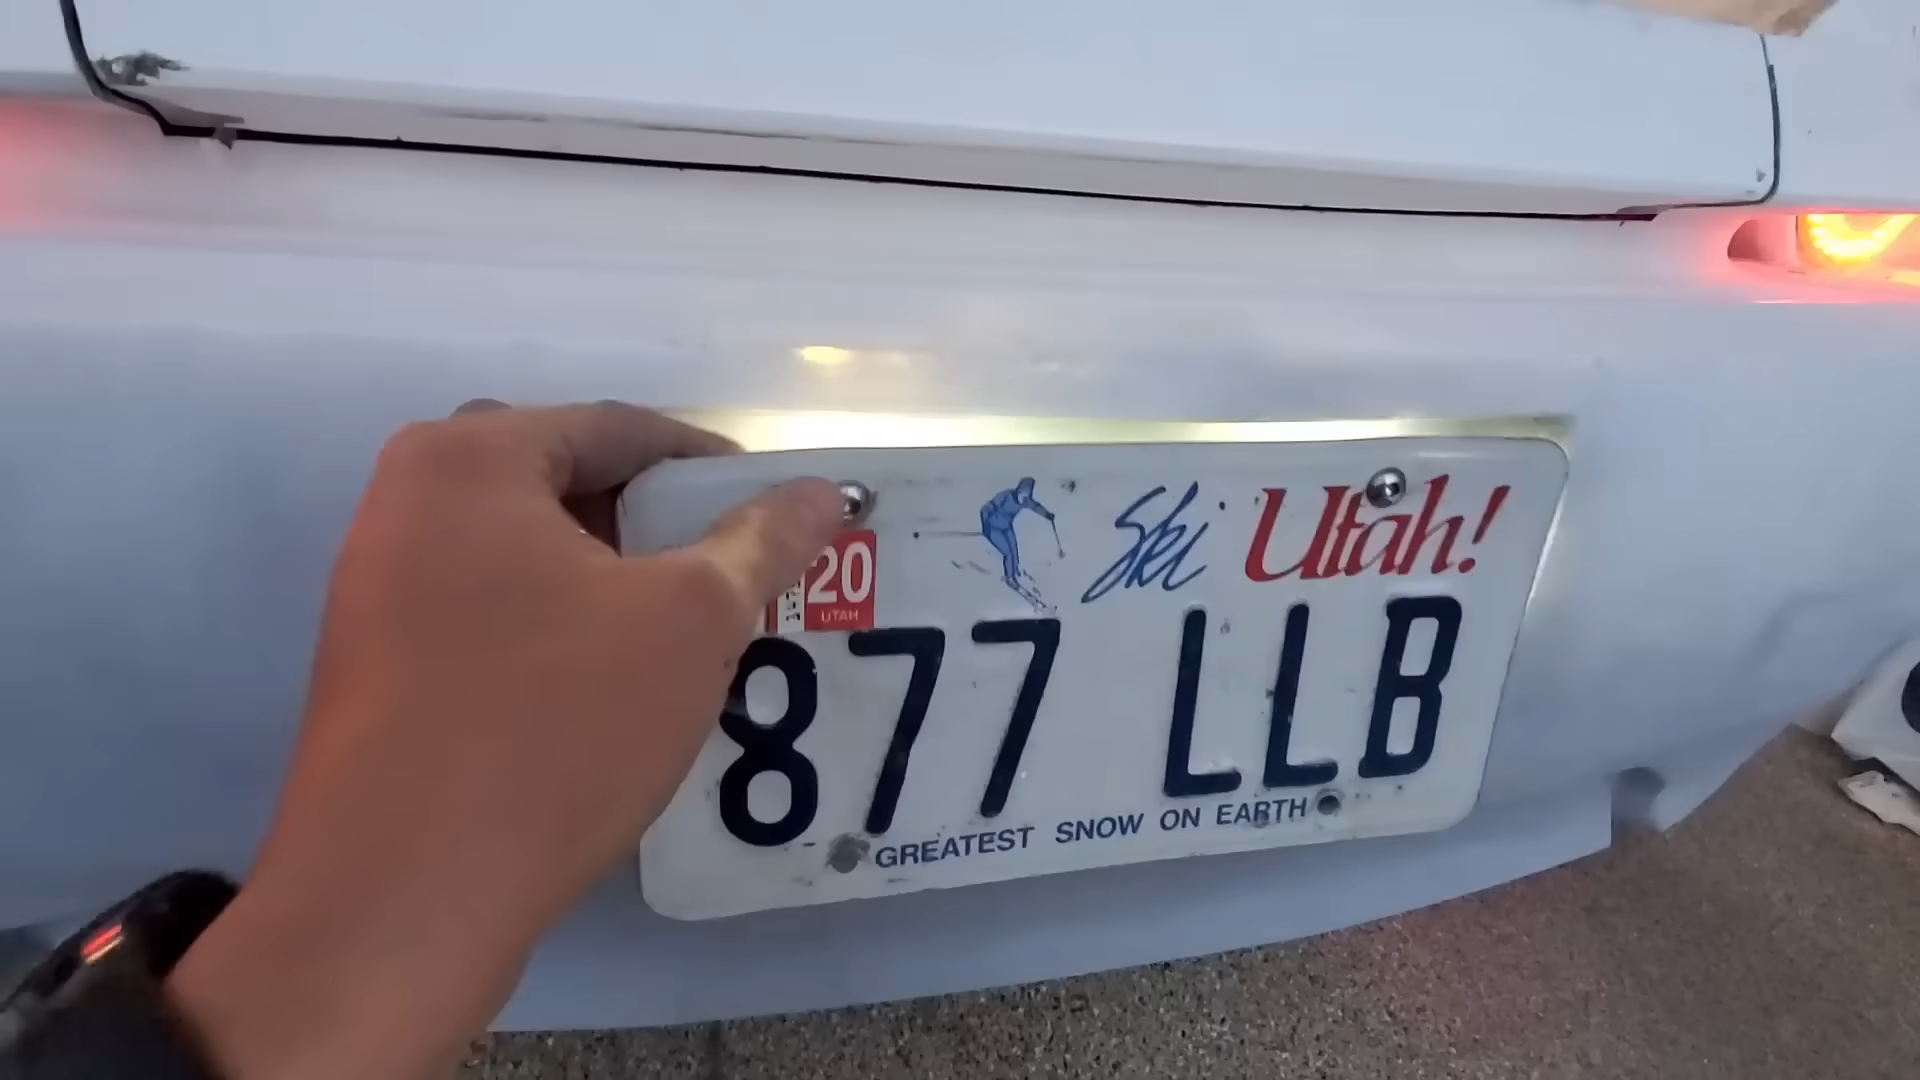 Ski Utah!
20
UTAH
877 LLB
GREATEST SNOW ON EARTH